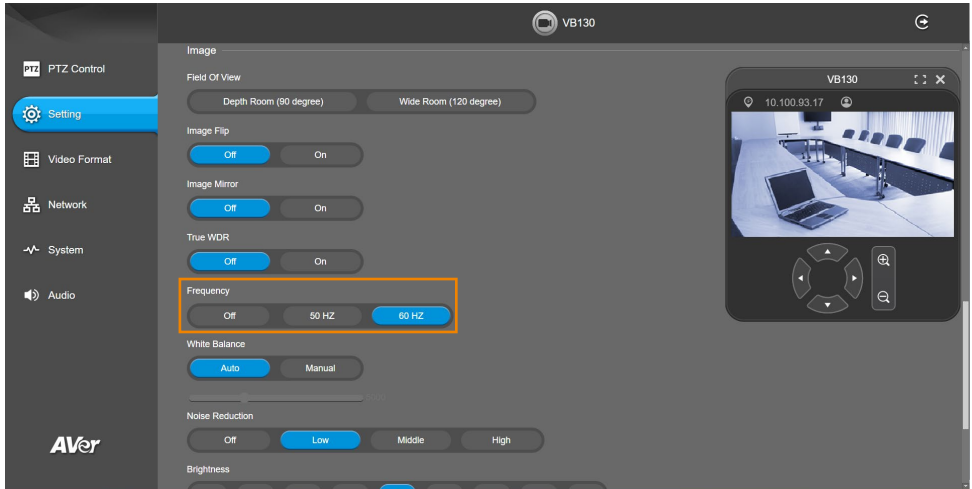 VB130
PTZ PTZ Control
Setting
Video Format
Network
System
Audio
AVer
Image
Field Of View
Depth Room (90 degree) Wide Room (120 degree)
Image Flip
Off On
Image Mirror
Off On
True WDR
Off On
Frequency
Off 50 HZ 60 HZ
White Balance
Auto Manual
Noise Reduction
Off Low Middle High
Brightness
VB130
10.100.93.17